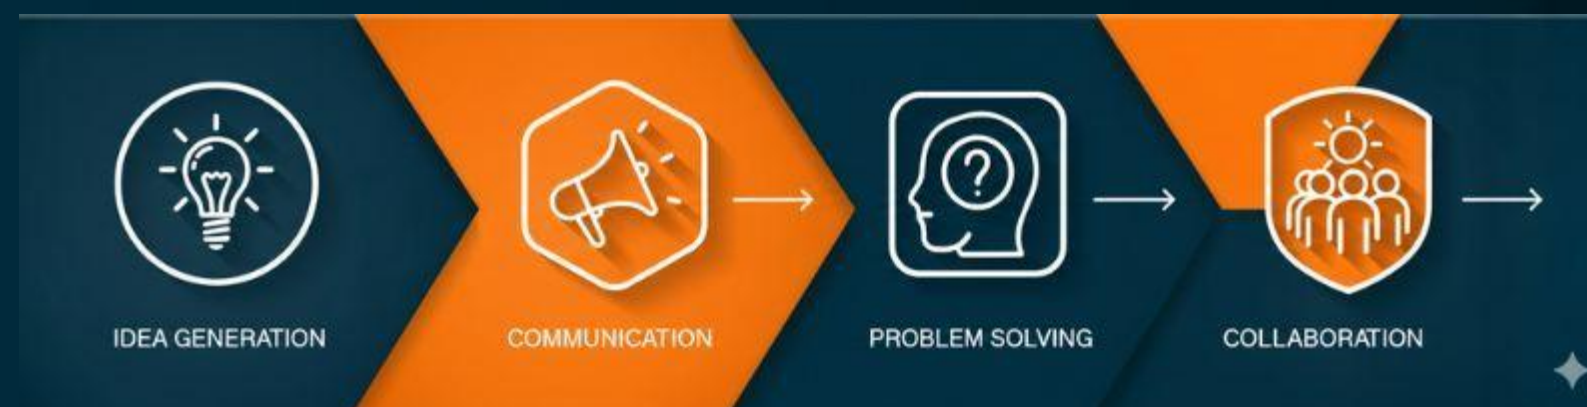 IDEA GENERATION
COMMUNICATION
PROBLEM SOLVING
COLLABORATION